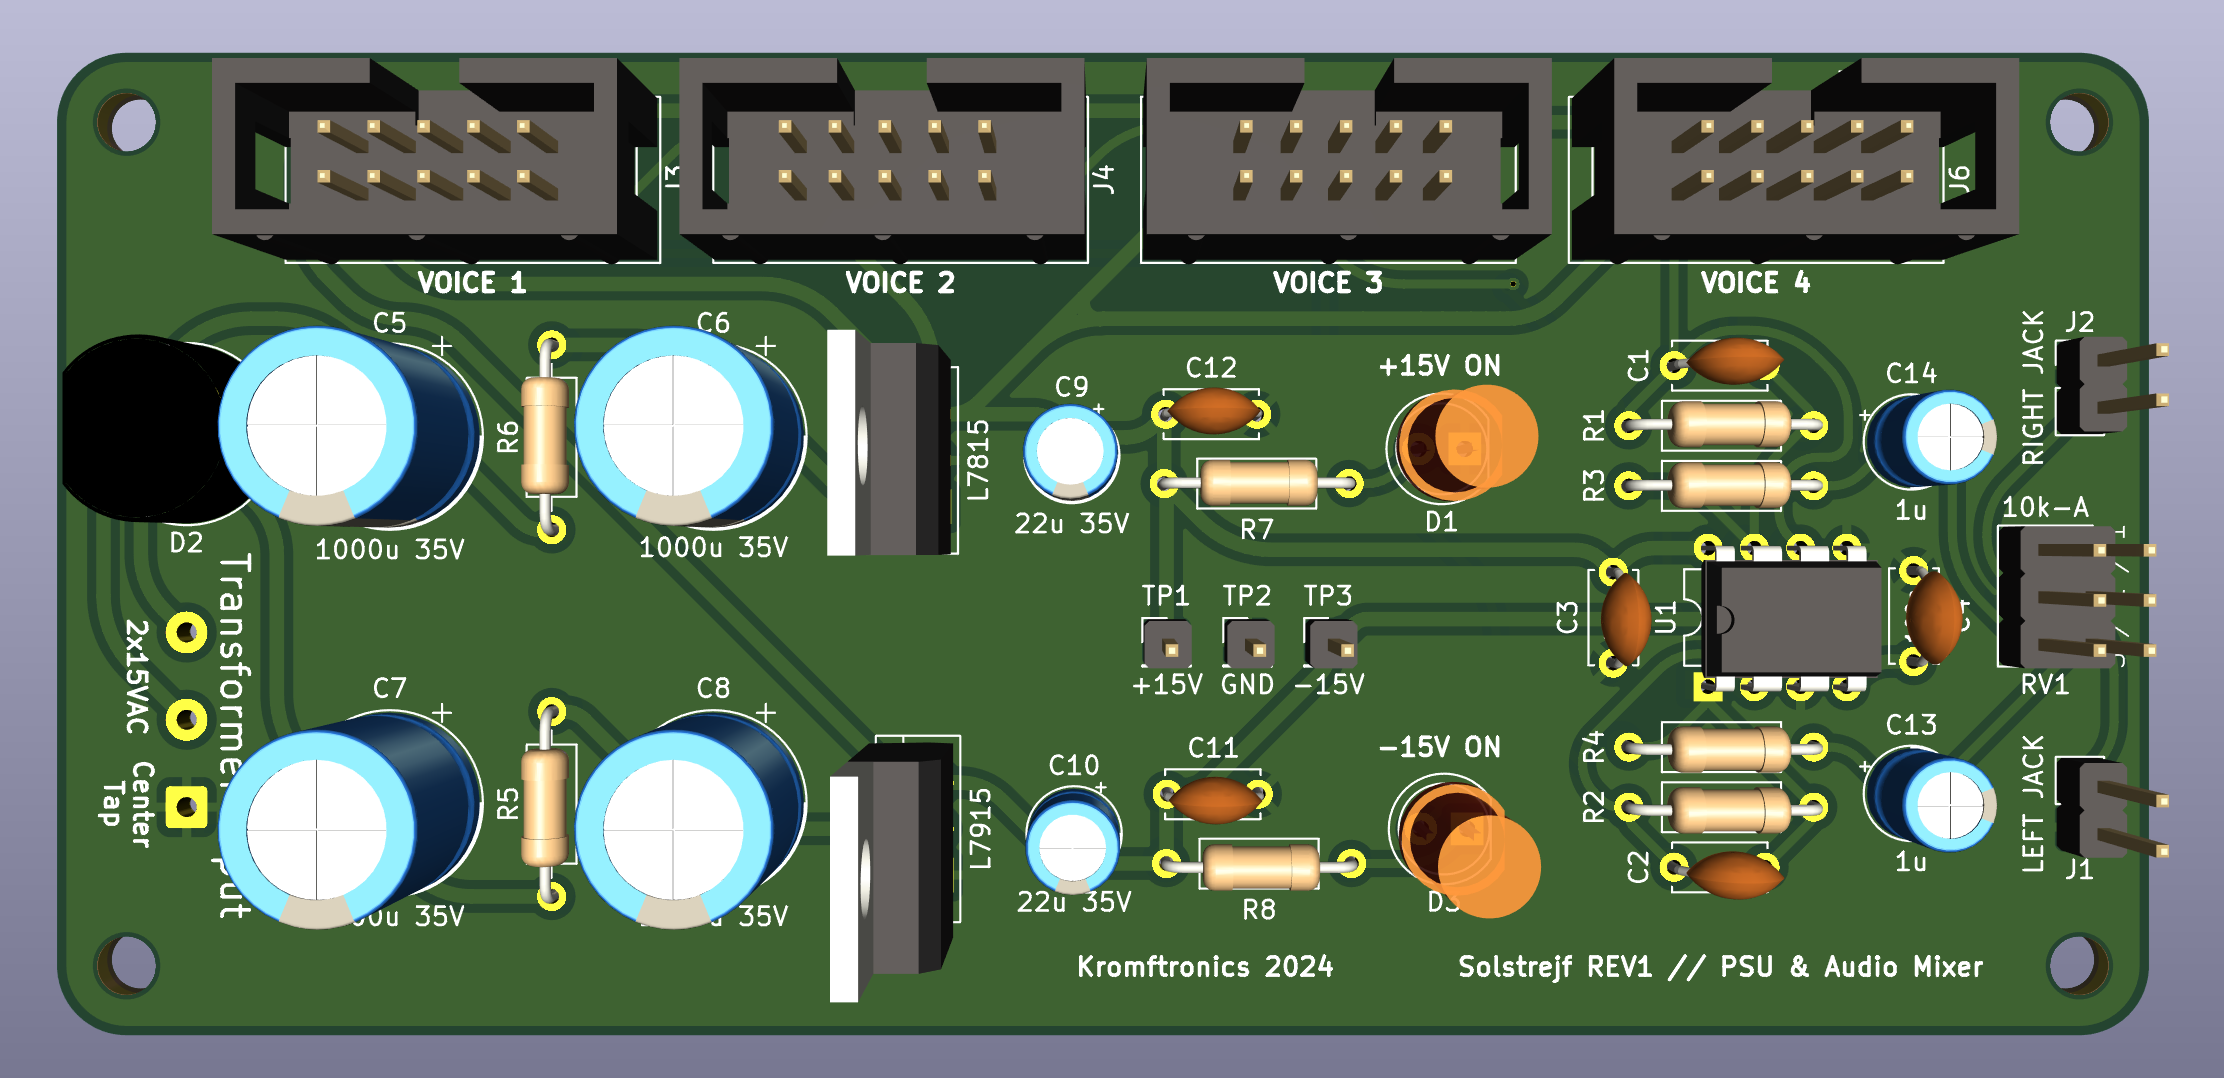 J3
J4
J6
VOICE 1
VOICE 2
VOICE 3
VOICE 4
C5
C6
C9
C12
+15V ON
C1
C14
J2
RIGHT JACK
R6
L7815
R1
R3
22u 35V
R7
D1
1u
10k-A
D2
1000u 35V
1000u 35V
Transformer
2x15VAC
Center
Tap
TP1
TP2
TP3
+15V
GND
-15V
C3
U1
RV1
C7
C8
C10
C11
-15V ON
R4
R2
C13
LEFT JACK
J1
R5
L7915
22u 35V
R8
C2
1u
35V
35V
Kromftronics 2024
Solstrejf REV1 // PSU & Audio Mixer